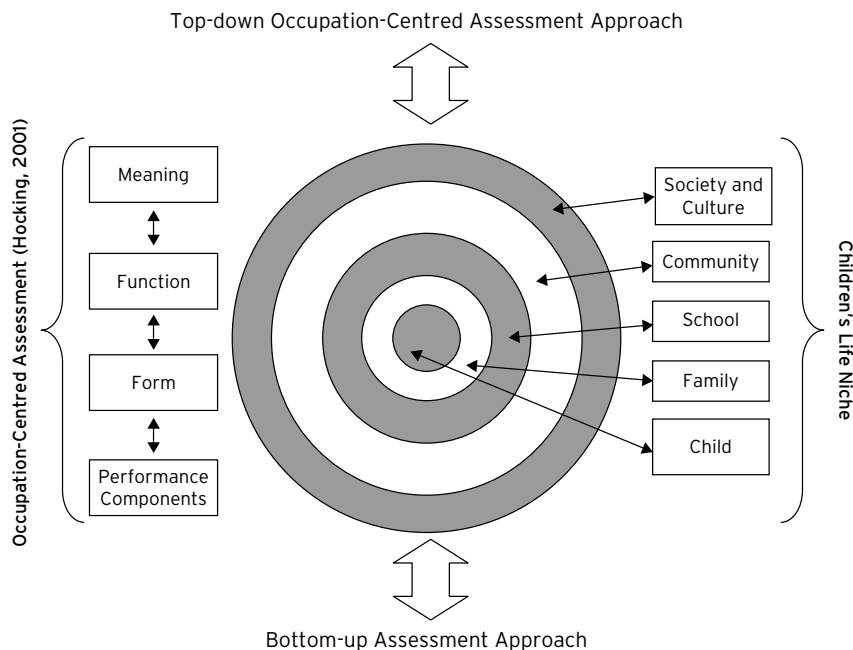 Top-down Occupation-Centred Assessment Approach
Occupation-Centred Assessment (Hocking, 2001)
Meaning
Function
Form
Performance
Components
Society and
Culture
Community
School
Family
Child
Children's Life Niche
Bottom-up Assessment Approach